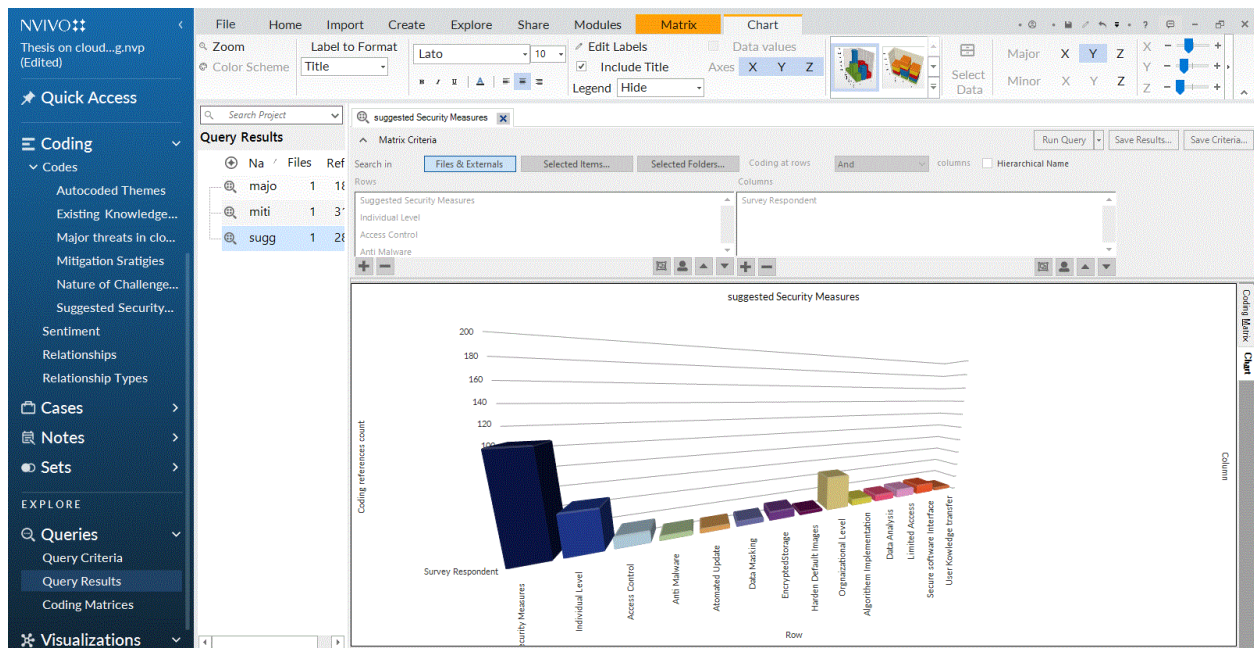 NVIVO
Thesis on cloud...g.nvp
(Edited)
Quick Access
Coding
Codes
Autocoded Themes
Existing Knowledge...
Major threats in clo...
Mitigation Sratigies
Nature of Challenge...
Suggested Security...
Sentiment
Relationships
Relationship Types
Cases
Notes
Sets
EXPLORE
Queries
Query Criteria
Query Results
Coding Matrices
Visualizations
File Home Import Create Explore Share Modules Matrix Chart
Zoom
Color Scheme
Label to Format
Title
Lato 10
B I U A
Edit Labels
Include Title
Legend Hide
Data values
Axes X Y Z
Select
Data
Major X Y Z
Minor X Y Z
X - +
Y - +
Z - +
Search Project
Query Results
Na Files Ref
majo 1 18
miti 1 31
sugg 1 28
suggested Security Measures
Matrix Criteria
Run Query Save Results... Save Criteria...
Search in Files & Externals Selected Items... Selected Folders... Coding at rows And columns Hierarchical Name
Rows
Suggested Security Measures
Individual Level
Access Control
Anti Malware
Columns
Survey Respondent
Coding Matrix
Chart
suggested Security Measures
200
180
160
140
120
100
Coding references count
Column
Survey Respondent
curity Measures
Individual Level
Access Control
Anti Malware
Atomated Update
Data Masking
EncryptedStorage
Harden Default Images
Orgnaizational Level
Algorithem Implementation
Data Analysis
Limited Access
Secure software Interface
User Knowledge transfer
Row